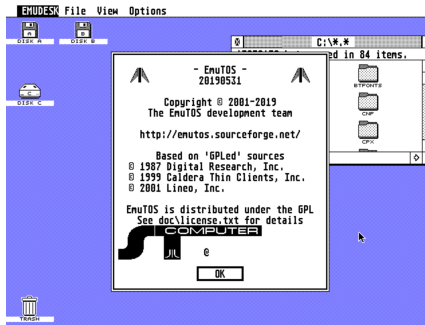 EMUDESK File View Options
A
DISK A
B
DISK B
C
DISK C
C:\*.*
ed in 84 items.
BTFONTS
CNF
CPX
- EmuTOS -
20190531
Copyright © 2001-2019
The EmuTOS development team
http://emutos.sourceforge.net/
Based on 'GPLed' sources
© 1987 Digital Research, Inc.
© 1999 Caldera Thin Clients, Inc.
© 2001 Lineo, Inc.
EmuTOS is distributed under the GPL
See doc\license.txt for details
COMPUTER
@
OK
TRASH